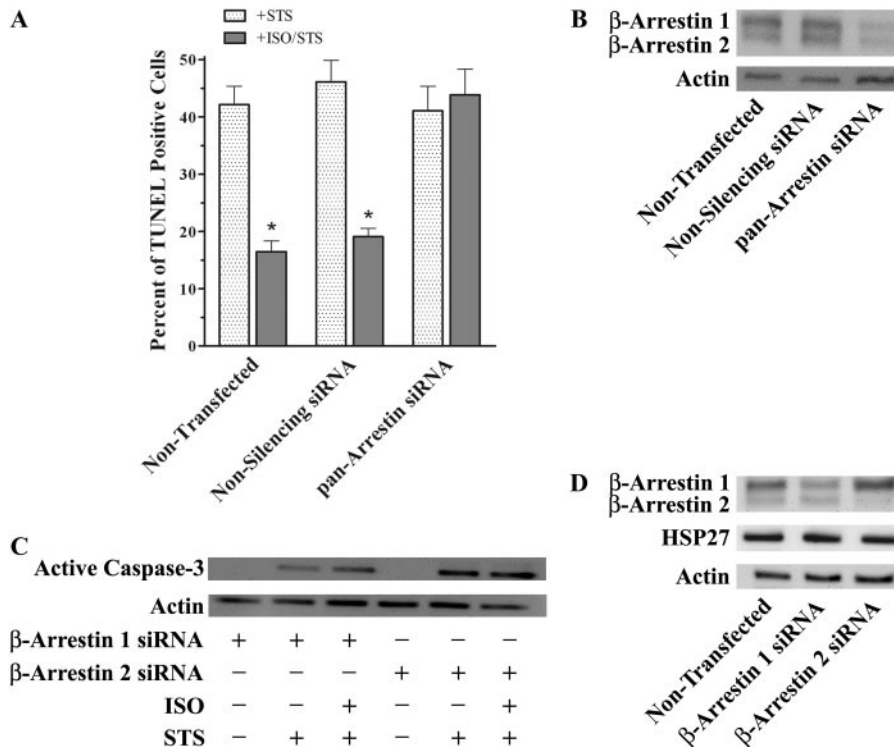 A
+STS
+ISO/STS
Percent of TUNEL Positive Cells
50
40
30
20
10
0
*
*
Non-Transfected
Non-Silencing siRNA
pan-Arrestin siRNA
B
β-Arrestin 1
β-Arrestin 2
Actin
Non-Transfected
Non-Silencing siRNA
pan-Arrestin siRNA
C
Active Caspase-3
Actin
β-Arrestin 1 siRNA + + + − − −
β-Arrestin 2 siRNA − − − + + +
ISO − − + − − +
STS − + + − + +
D
β-Arrestin 1
β-Arrestin 2
HSP27
Actin
Non-Transfected
β-Arrestin 1 siRNA
β-Arrestin 2 siRNA